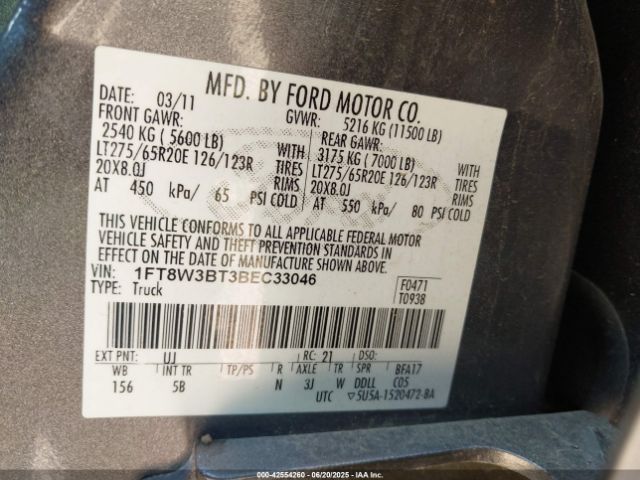 MFD. BY FORD MOTOR CO.
DATE: 03/11 GVWR: 5216 KG (11500 LB)
FRONT GAWR: REAR GAWR:
2540 KG (5600 LB) WITH 3175 KG (7000 LB) WITH
LT275/65R20E 126/123R TIRES LT275/65R20E 126/123R TIRES
20X8.0J RIMS 20X8.0J RIMS
AT 450 kPa/ 65 PSI COLD AT 550 kPa/ 80 PSI COLD
THIS VEHICLE CONFORMS TO ALL APPLICABLE FEDERAL MOTOR
VEHICLE SAFETY AND THEFT PREVENTION STANDARDS IN
EFFECT ON THE DATE OF MANUFACTURE SHOWN ABOVE.
VIN: 1FT8W3BT3BEC33046 F0471
TYPE: Truck T0938
EXT PNT: UJ RC: 21 DSO:
WB INT TR TP/PS R AXLE TR SPR BFA17
156 5B N 3J W DDLL C05
UTC ▽5U5A-1520472-BA
000-42554260 - 06/20/2025 - IAA Inc.